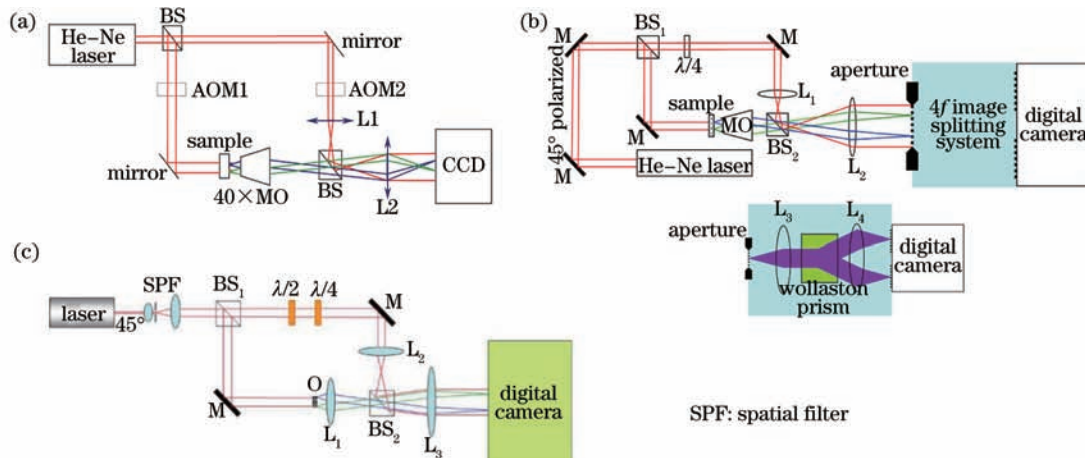 (a)
BS
He-Ne
laser
mirror
AOM1
AOM2
L1
sample
mirror
40×MO
BS
L2
CCD
(b)
M
BS1
M
λ/4
aperture
45° polarized
sample
MO
L1
M
BS2
L2
M
He-Ne laser
4f image
splitting
system
digital
camera
L3
L4
aperture
wollaston
prism
digital
camera
(c)
SPF
BS1
λ/2
λ/4
M
laser
45°
L2
M
O
L1
BS2
L3
digital
camera
SPF: spatial filter